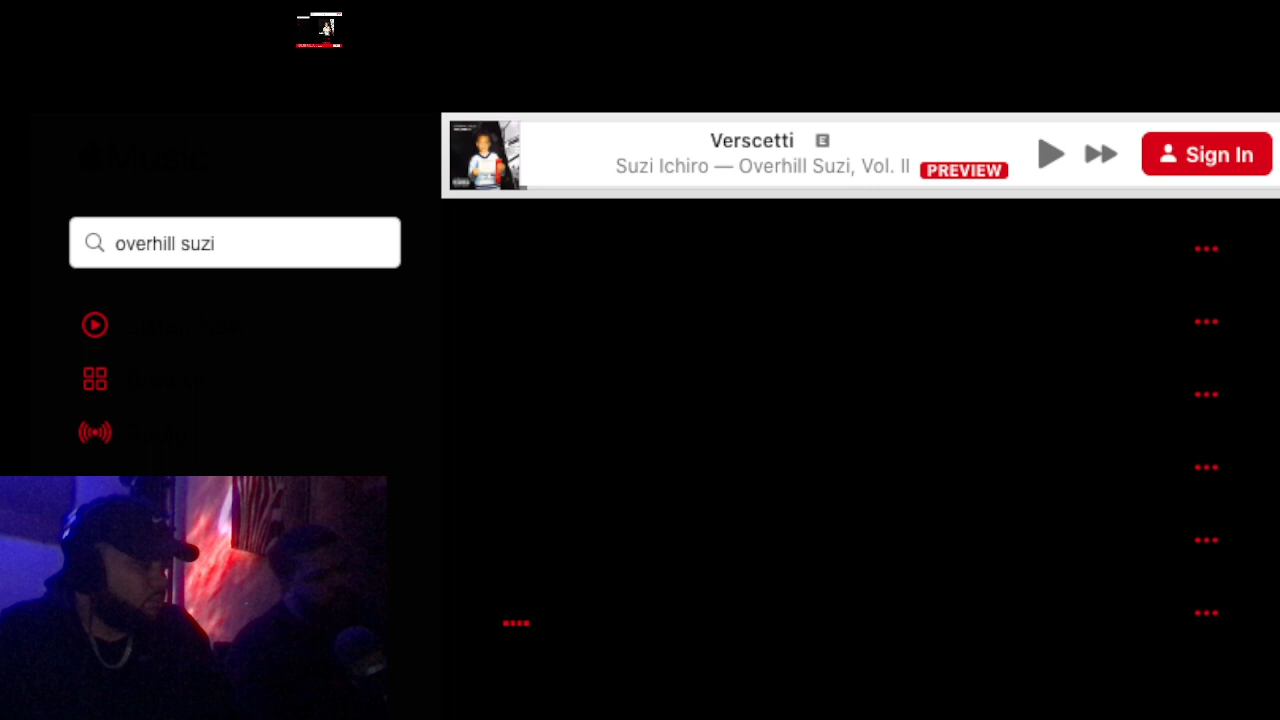 Verscetti E
Suzi Ichiro — Overhill Suzi, Vol. II PREVIEW
Sign In
overhill suzi